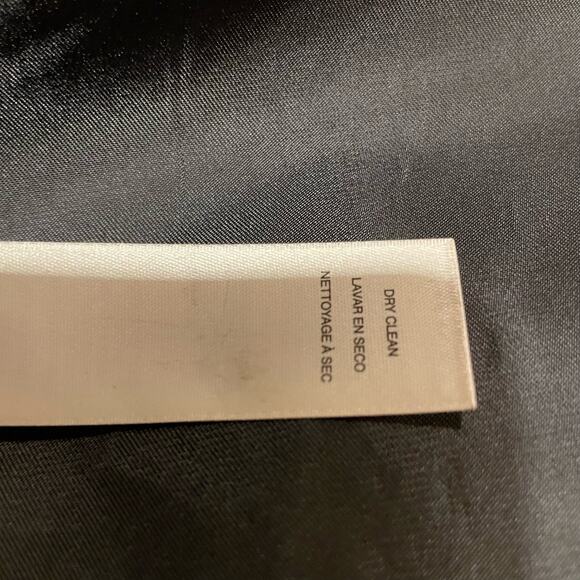 DRY CLEAN
LAVAR EN SECO
NETTOYAGE À SEC